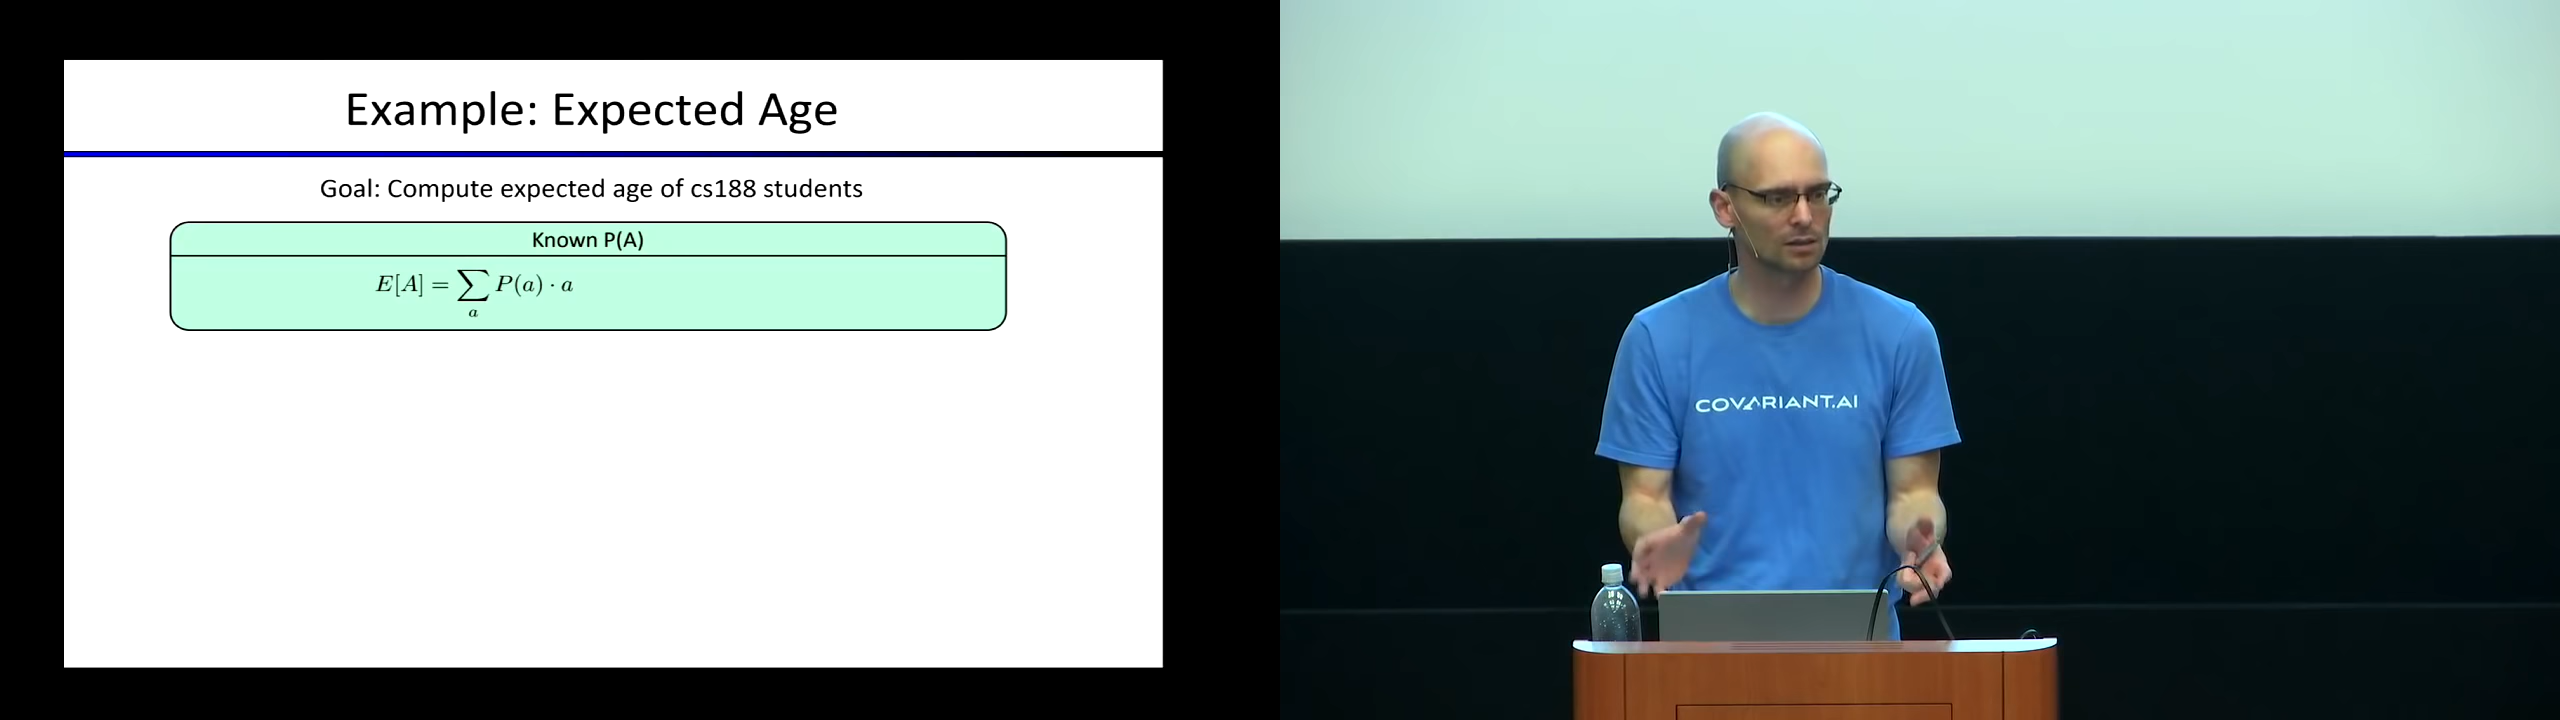 Example: Expected Age
Goal: Compute expected age of cs188 students
Known P(A)
E[A] = ∑ₐ P(a) · a
COVARIANT.AI